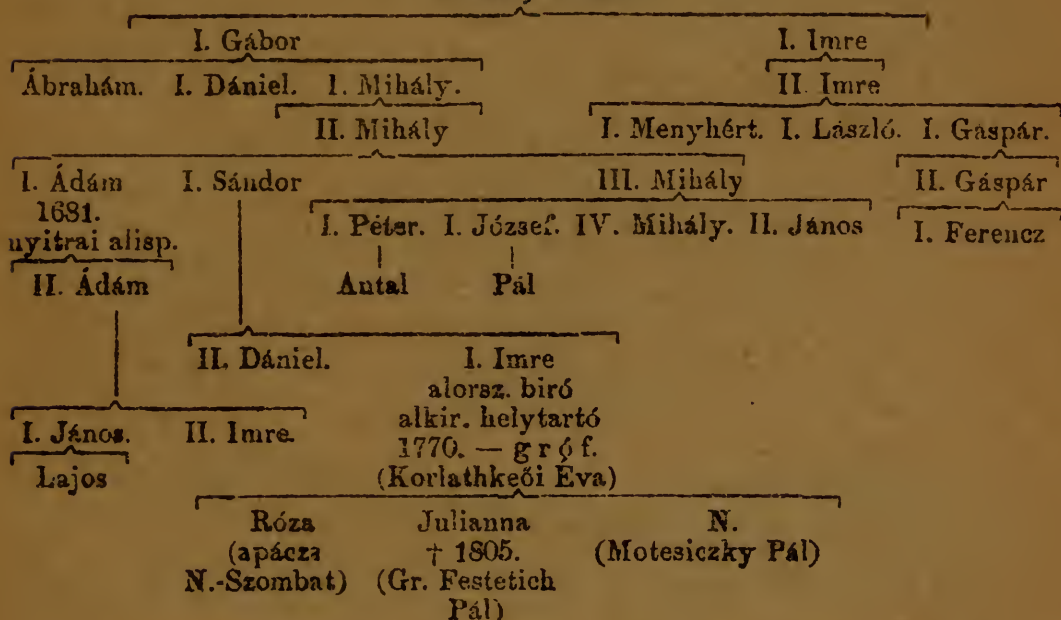 I. Gábor I. Imre
Ábrahám. I. Dániel. I. Mihály. II. Imre
II. Mihály I. Menyhért. I. László. I. Gáspár.
I. Ádám I. Sándor III. Mihály II. Gáspár
1681. I. Péter. I. József. IV. Mihály. II. János I. Ferencz
nyitrai alisp.
II. Ádám Antal Pál
II. Dániel. I. Imre
alorsz. biró
alkir. helytartó
I. János. II. Imre. 1770. — gróf.
Lajos (Korlathkeői Éva)
Róza Julianna N.
(apácza † 1805. (Motesiczky Pál)
N.-Szombat) (Gr. Festetich
Pál)